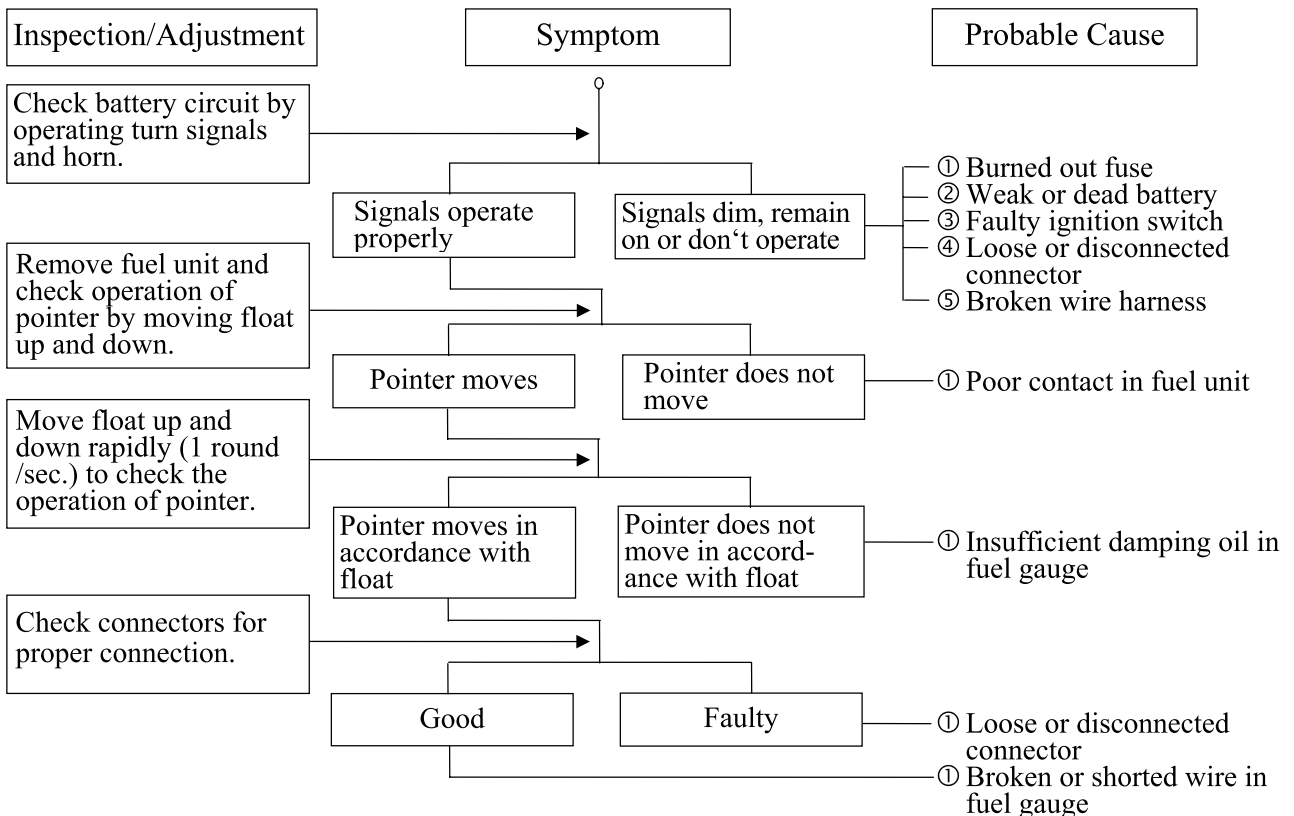 Inspection/Adjustment
Symptom
Probable Cause
Check battery circuit by
operating turn signals
and horn.
Signals operate
properly
Signals dim, remain
on or don‘t operate
① Burned out fuse
② Weak or dead battery
③ Faulty ignition switch
④ Loose or disconnected
connector
⑤ Broken wire harness
Remove fuel unit and
check operation of
pointer by moving float
up and down.
Pointer moves
Pointer does not
move
① Poor contact in fuel unit
Move float up and
down rapidly (1 round
/sec.) to check the
operation of pointer.
Pointer moves in
accordance with
float
Pointer does not
move in accord-
ance with float
① Insufficient damping oil in
fuel gauge
Check connectors for
proper connection.
Good
Faulty
① Loose or disconnected
connector
① Broken or shorted wire in
fuel gauge